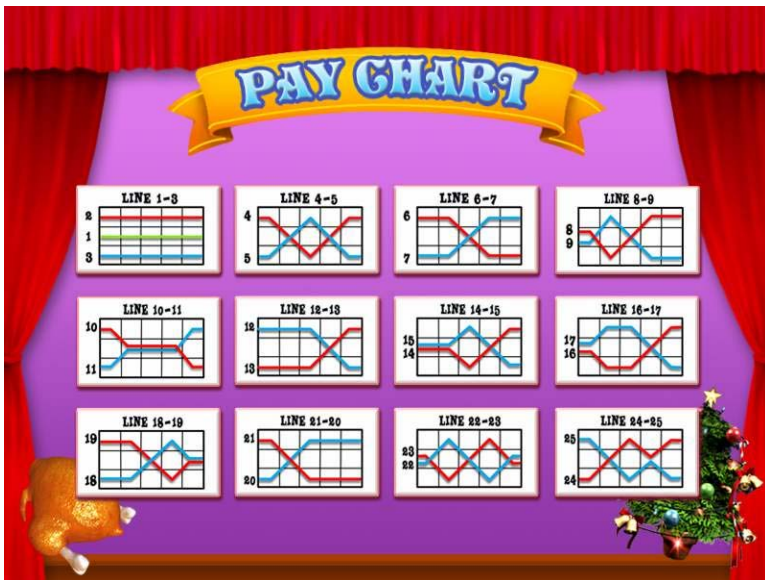 PAY CHART
LINE 1-3
2
1
3
LINE 4-5
4
5
LINE 6-7
6
7
LINE 8-9
8
9
LINE 10-11
10
11
LINE 12-13
12
13
LINE 14-15
15
14
LINE 16-17
17
16
LINE 18-19
19
18
LINE 21-20
21
20
LINE 22-23
23
22
LINE 24-25
25
24